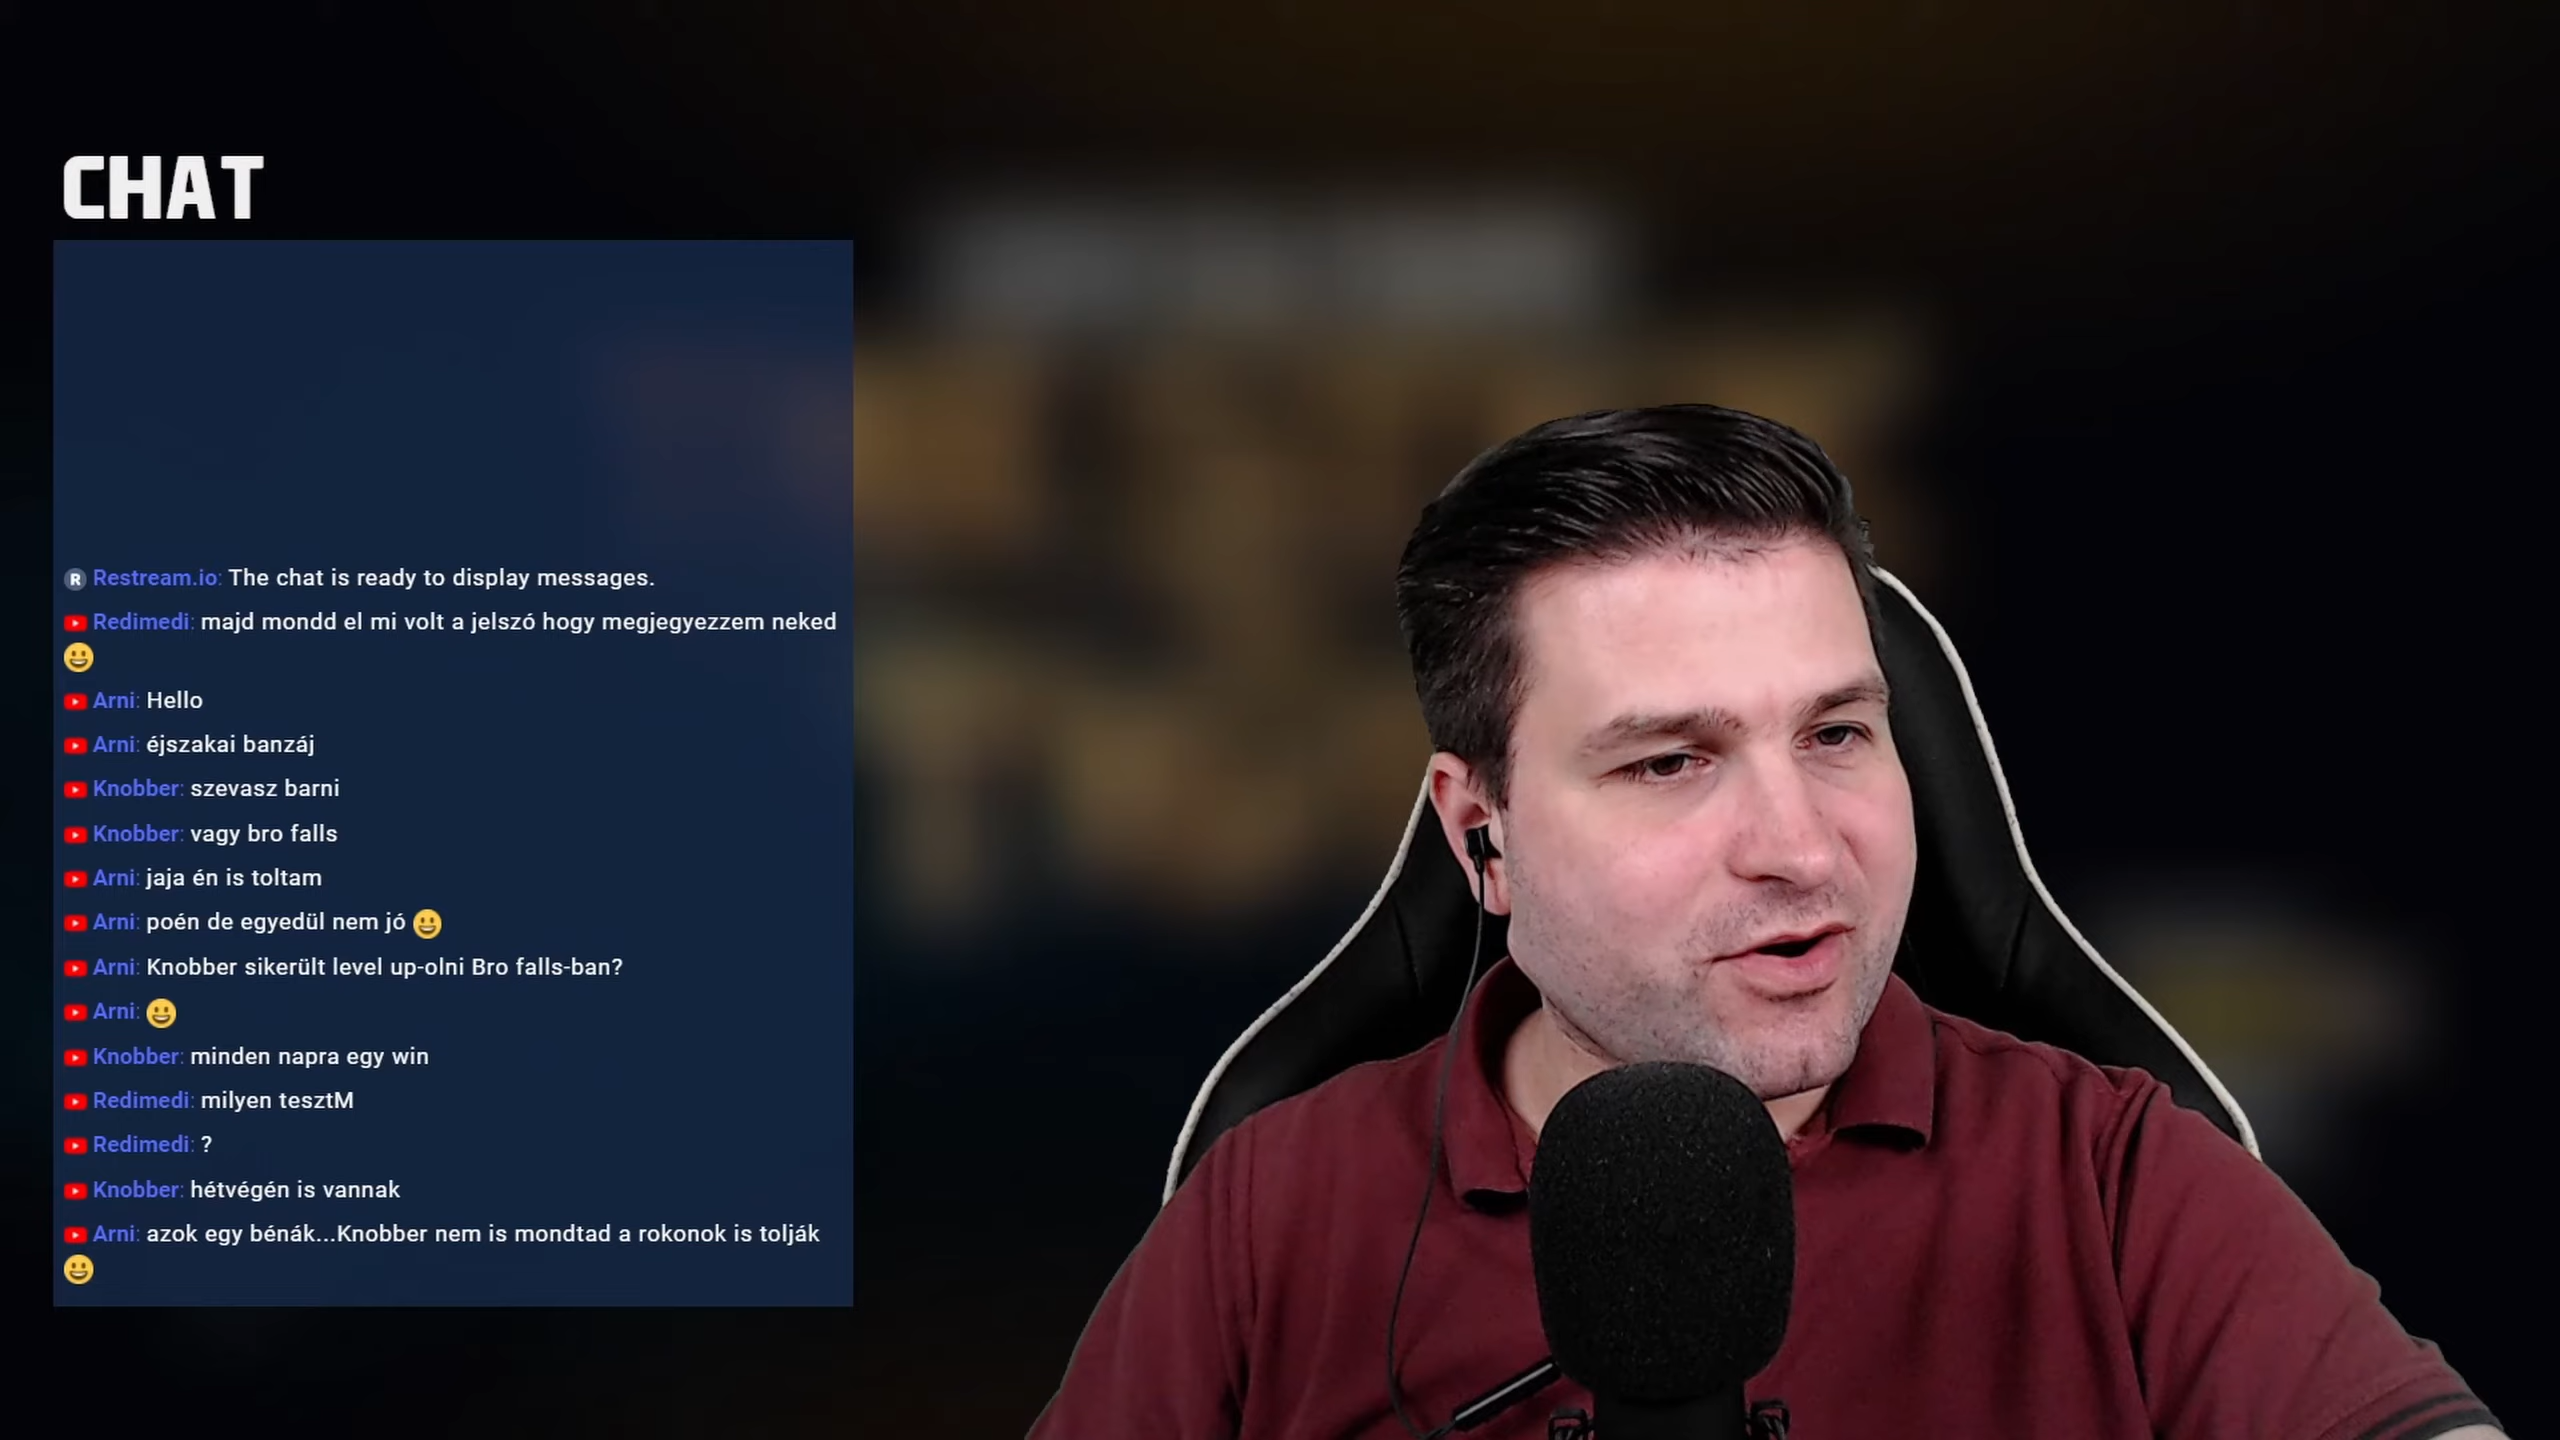 CHAT
R Restream.io: The chat is ready to display messages.
Redimedi: majd mondd el mi volt a jelszó hogy megjegyezzem neked
😀
Arni: Hello
Arni: éjszakai banzáj
Knobber: szevasz barni
Knobber: vagy bro falls
Arni: jaja én is toltam
Arni: poén de egyedül nem jó 😀
Arni: Knobber sikerült level up-olni Bro falls-ban?
Arni: 😀
Knobber: minden napra egy win
Redimedi: milyen tesztM
Redimedi: ?
Knobber: hétvégén is vannak
Arni: azok egy bénák...Knobber nem is mondtad a rokonok is tolják
😀